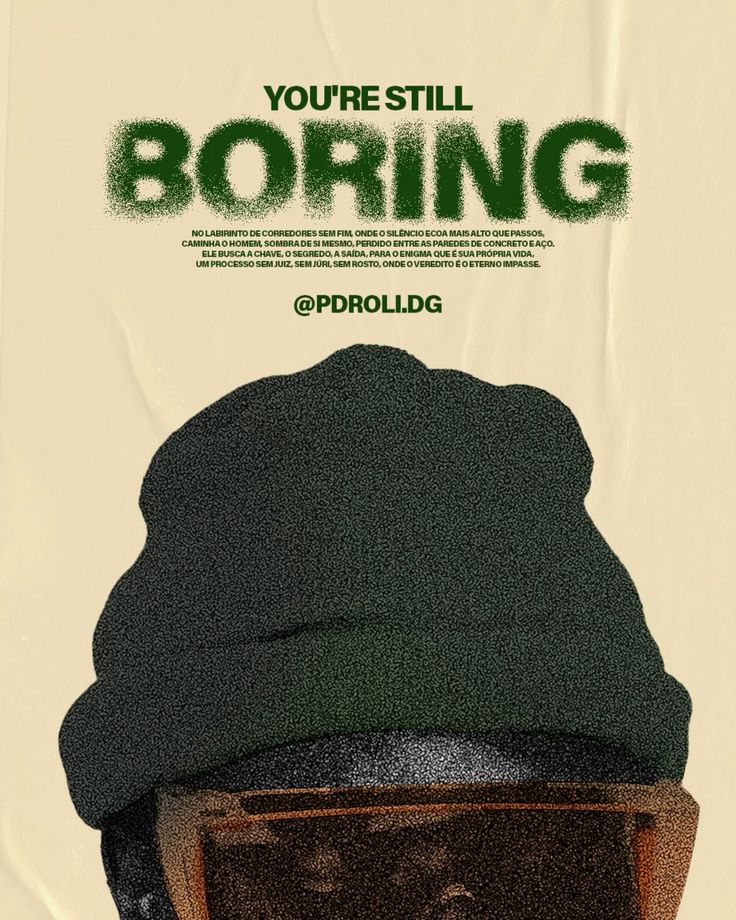 YOU'RE STILL
BORING
NO LABIRINTO DE CORREDORES SEM FIM, ONDE O SILÊNCIO ECOA MAIS ALTO QUE PASSOS,
CAMINHA O HOMEM, SOMBRA DE SI MESMO, PERDIDO ENTRE AS PAREDES DE CONCRETO E AÇO.
ELE BUSCA A CHAVE, O SEGREDO, A SAÍDA, PARA O ENIGMA QUE É SUA PRÓPRIA VIDA,
UM PROCESSO SEM JUIZ, SEM JÚRI, SEM ROSTO, ONDE O VEREDITO É O ETERNO IMPASSE.
@PDROLI.DG